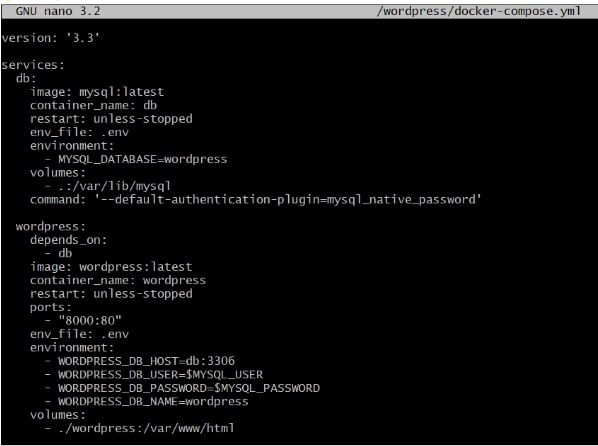 GNU nano 3.2 /wordpress/docker-compose.yml
version: '3.3'
services:
  db:
    image: mysql:latest
    container_name: db
    restart: unless-stopped
    env_file: .env
    environment:
      - MYSQL_DATABASE=wordpress
    volumes:
      - .:/var/lib/mysql
    command: '--default-authentication-plugin=mysql_native_password'
  wordpress:
    depends_on:
      - db
    image: wordpress:latest
    container_name: wordpress
    restart: unless-stopped
    ports:
      - "8000:80"
    env_file: .env
    environment:
      - WORDPRESS_DB_HOST=db:3306
      - WORDPRESS_DB_USER=$MYSQL_USER
      - WORDPRESS_DB_PASSWORD=$MYSQL_PASSWORD
      - WORDPRESS_DB_NAME=wordpress
    volumes:
      - ./wordpress:/var/www/html